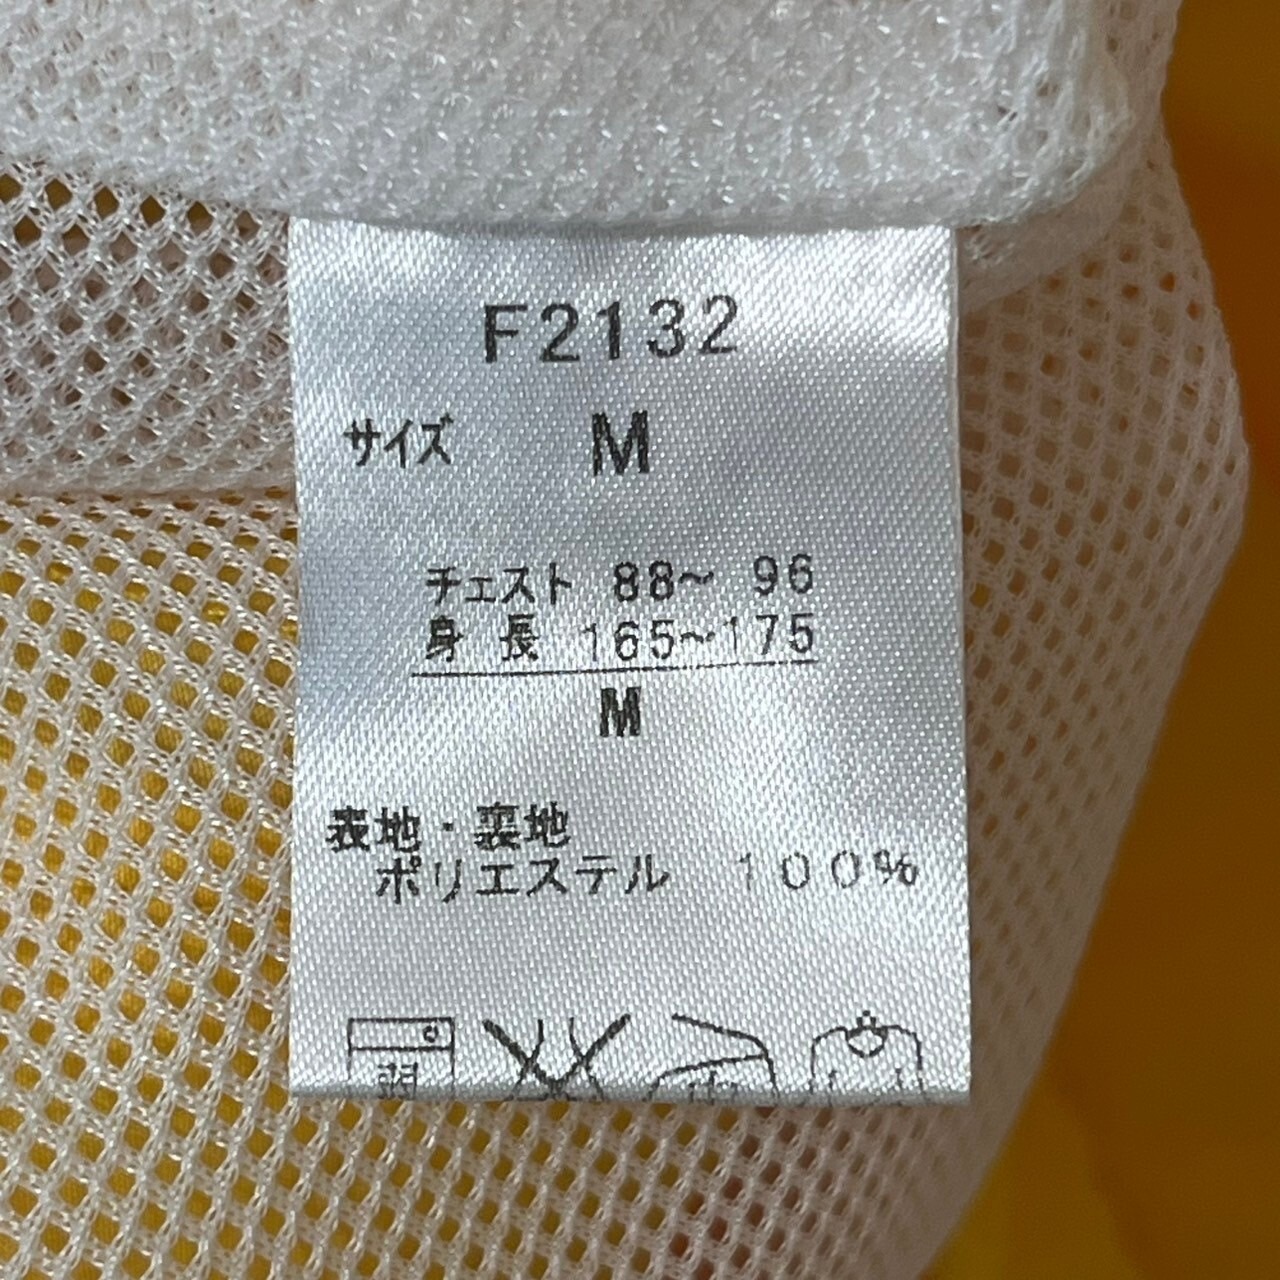 F2132
サイズ M
チェスト 88～ 96
身 長 165～175
M
表地・裏地
ポリエステル 100%
弱